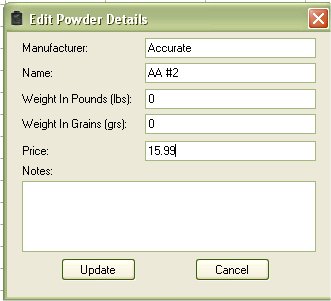 Edit Powder Details
Manufacturer: Accurate
Name: AA #2
Weight In Pounds (lbs): 0
Weight In Grains (grs): 0
Price: 15.99
Notes:
Update Cancel